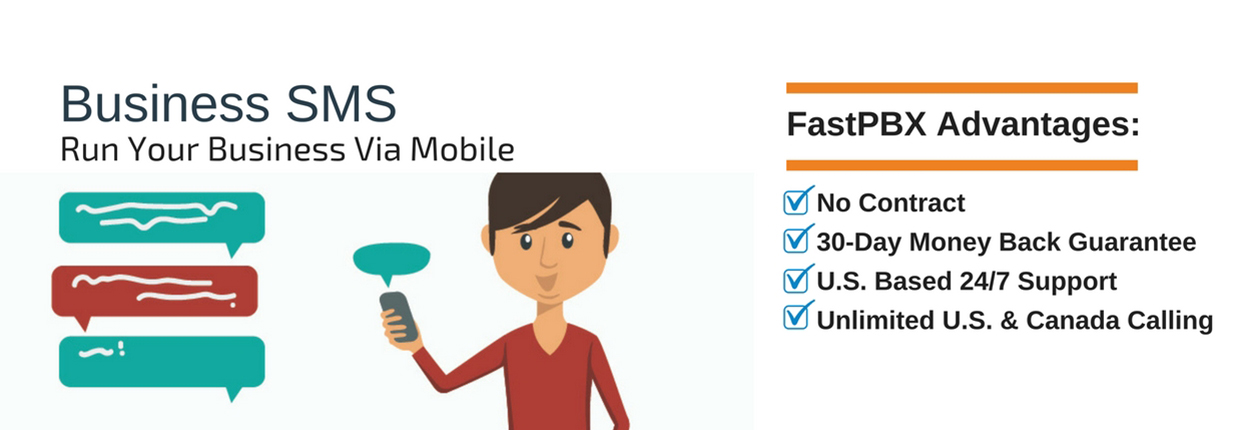 Business SMS
Run Your Business Via Mobile
FastPBX Advantages:
No Contract
30-Day Money Back Guarantee
U.S. Based 24/7 Support
Unlimited U.S. & Canada Calling